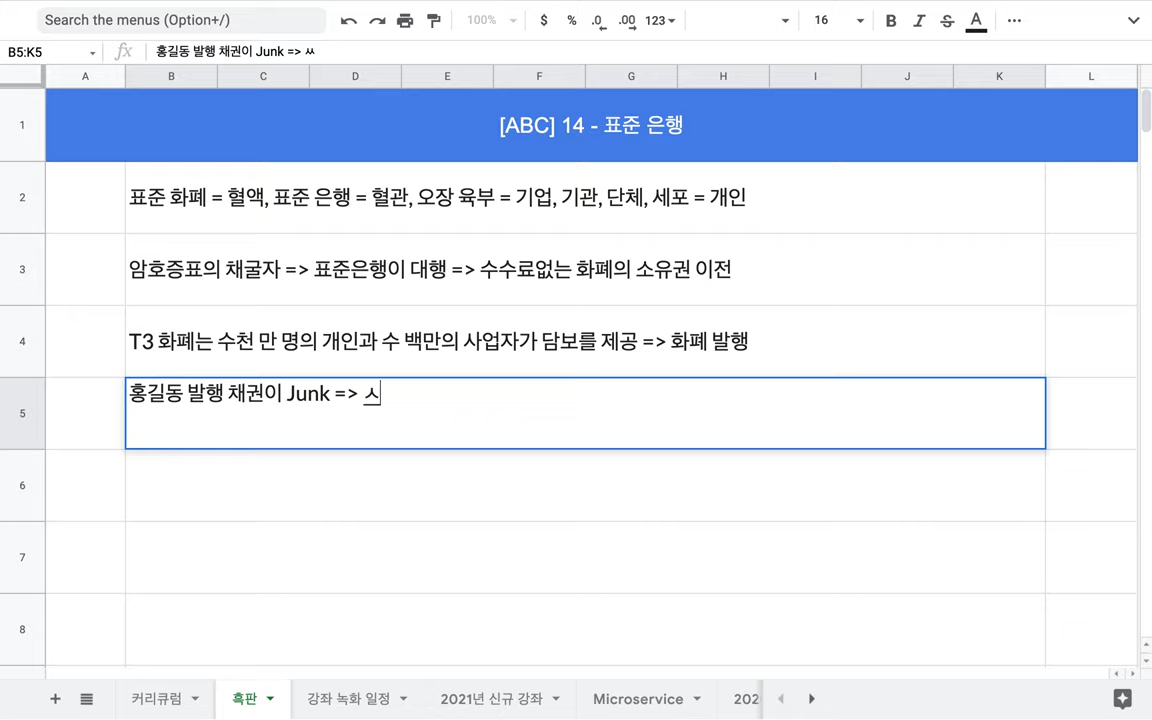 Search the menus (Option+/)
100%
$ % .0 .00 123
16
B I S A
B5:K5
fx
홍길동 발행 채권이 Junk => ㅆ
A B C D E F G H I J K L
1
[ABC] 14 - 표준 은행
2
표준 화폐 = 혈액, 표준 은행 = 혈관, 오장 육부 = 기업, 기관, 단체, 세포 = 개인
3
암호증표의 채굴자 => 표준은행이 대행 => 수수료없는 화폐의 소유권 이전
4
T3 화폐는 수천 만 명의 개인과 수 백만의 사업자가 담보를 제공 => 화폐 발행
5
홍길동 발행 채권이 Junk => ㅅ
6
7
8
커리큐럼 흑판 강좌 녹화 일정 2021년 신규 강좌 Microservice 202